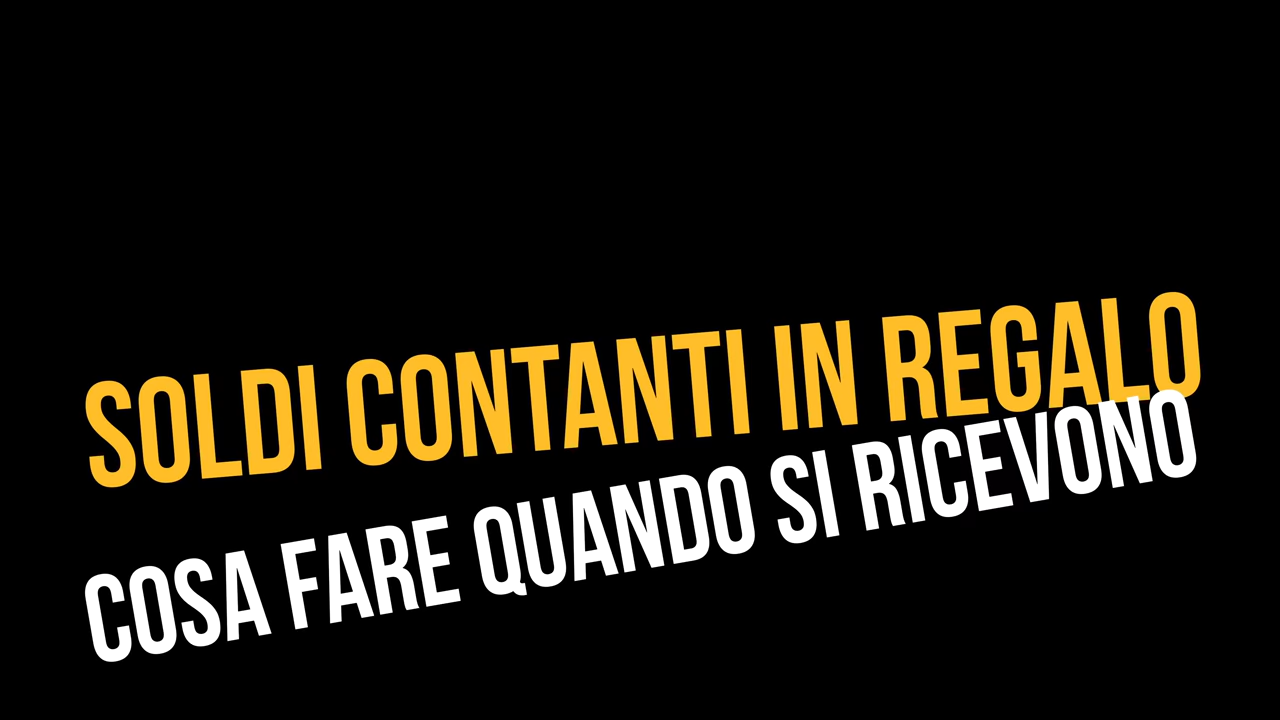 SOLDI CONTANTI IN REGALO
COSA FARE QUANDO SI RICEVONO